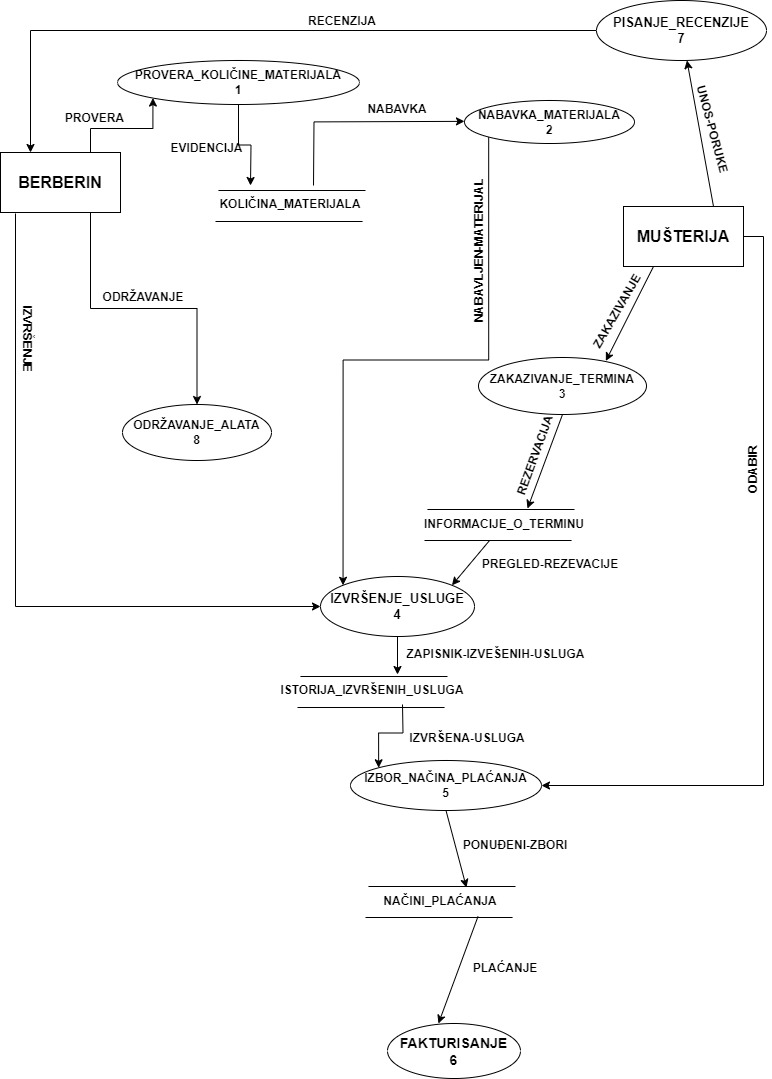 RECENZIJA
PISANJE_RECENZIJE
7
PROVERA_KOLIČINE_MATERIJALA
1
PROVERA
NABAVKA
NABAVKA_MATERIJALA
2
UNOS-PORUKE
EVIDENCIJA
BERBERIN
KOLIČINA_MATERIJALA
NABAVLJEN-MATERIJAL
MUŠTERIJA
ODRŽAVANJE
IZVRŠENJE
ZAKAZIVANJE
ZAKAZIVANJE_TERMINA
3
ODRŽAVANJE_ALATA
8
REZERVACIJA
ODABIR
INFORMACIJE_O_TERMINU
PREGLED-REZEVACIJE
IZVRŠENJE_USLUGE
4
ZAPISNIK-IZVEŠENIH-USLUGA
ISTORIJA_IZVRŠENIH_USLUGA
IZVRŠENA-USLUGA
IZBOR_NAČINA_PLAĆANJA
5
PONUĐENI-ZBORI
NAČINI_PLAĆANJA
PLAĆANJE
FAKTURISANJE
6